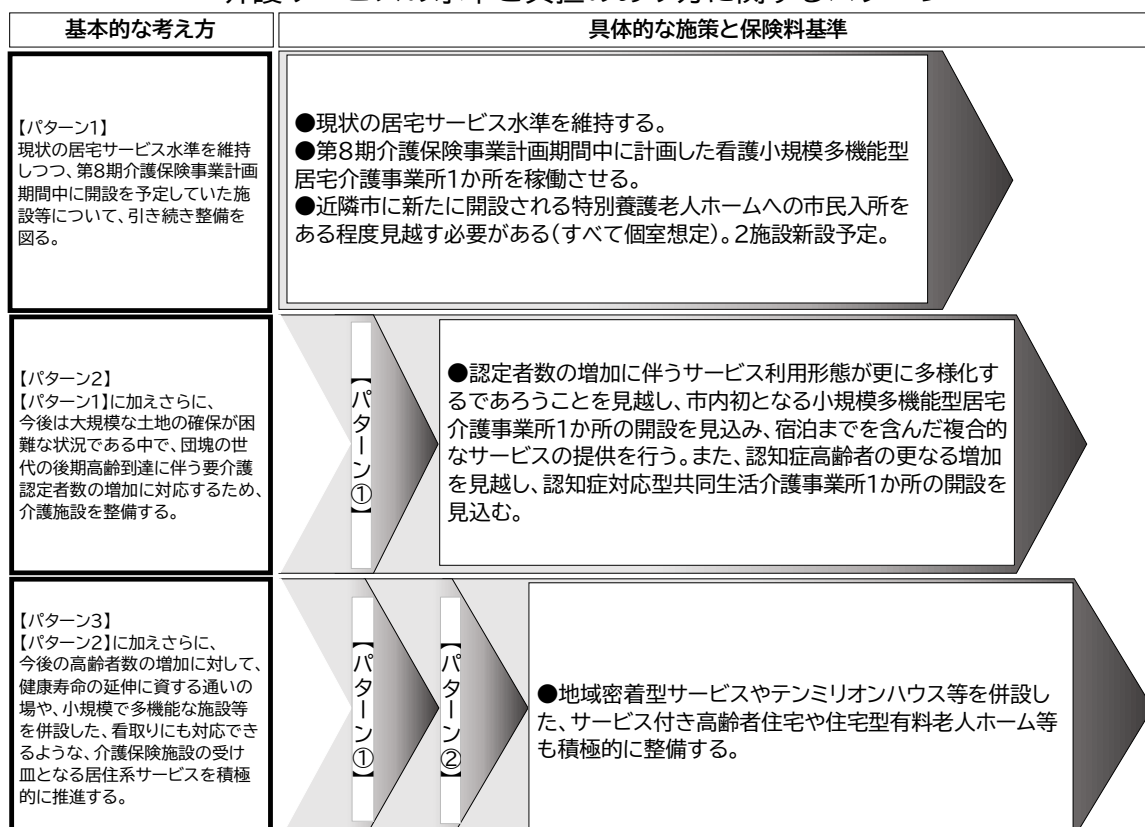 介護サービスの水準と負担のあり方に関するパターン
基本的な考え方
具体的な施策と保険料基準
【パターン1】
現状の居宅サービス水準を維持
しつつ、第8期介護保険事業計画
期間中に開設を予定していた施
設等について、引き続き整備を
図る。
●現状の居宅サービス水準を維持する。
●第8期介護保険事業計画期間中に計画した看護小規模多機能型
居宅介護事業所1か所を稼働させる。
●近隣市に新たに開設される特別養護老人ホームへの市民入所を
ある程度見越す必要がある(すべて個室想定)。2施設新設予定。
【パターン2】
【パターン1】に加えさらに、
今後は大規模な土地の確保が困
難な状況である中で、団塊の世
代の後期高齢到達に伴う要介護
認定者数の増加に対応するため、
介護施設を整備する。
【パターン①】
●認定者数の増加に伴うサービス利用形態が更に多様化す
るであろうことを見越し、市内初となる小規模多機能型居宅
介護事業所1か所の開設を見込み、宿泊までを含んだ複合的
なサービスの提供を行う。また、認知症高齢者の更なる増加
を見越し、認知症対応型共同生活介護事業所1か所の開設を
見込む。
【パターン3】
【パターン2】に加えさらに、
今後の高齢者数の増加に対して、
健康寿命の延伸に資する通いの
場や、小規模で多機能な施設等
を併設した、看取りにも対応でき
るような、介護保険施設の受け
皿となる居住系サービスを積極
的に推進する。
【パターン①】
【パターン②】
●地域密着型サービスやテンミリオンハウス等を併設し
た、サービス付き高齢者住宅や住宅型有料老人ホーム等
も積極的に整備する。